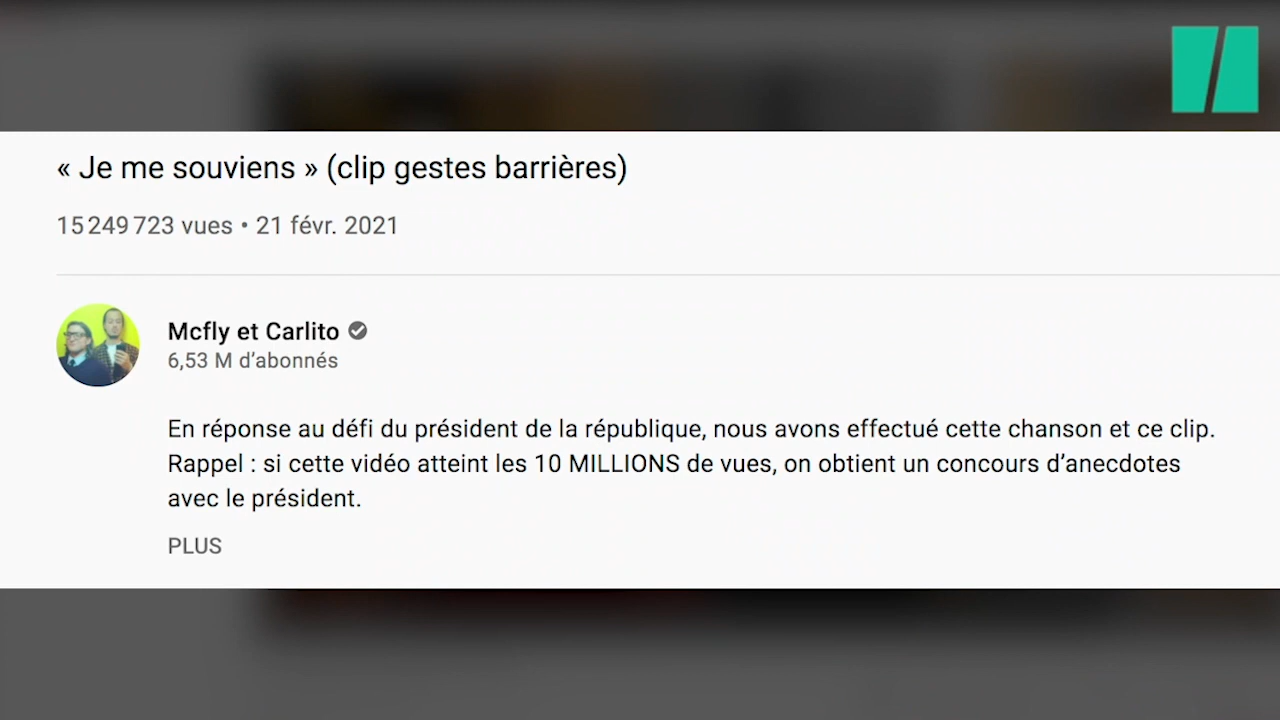 « Je me souviens » (clip gestes barrières)
15 249 723 vues • 21 févr. 2021
Mcfly et Carlito
6,53 M d’abonnés
En réponse au défi du président de la république, nous avons effectué cette chanson et ce clip.
Rappel : si cette vidéo atteint les 10 MILLIONS de vues, on obtient un concours d’anecdotes
avec le président.
PLUS